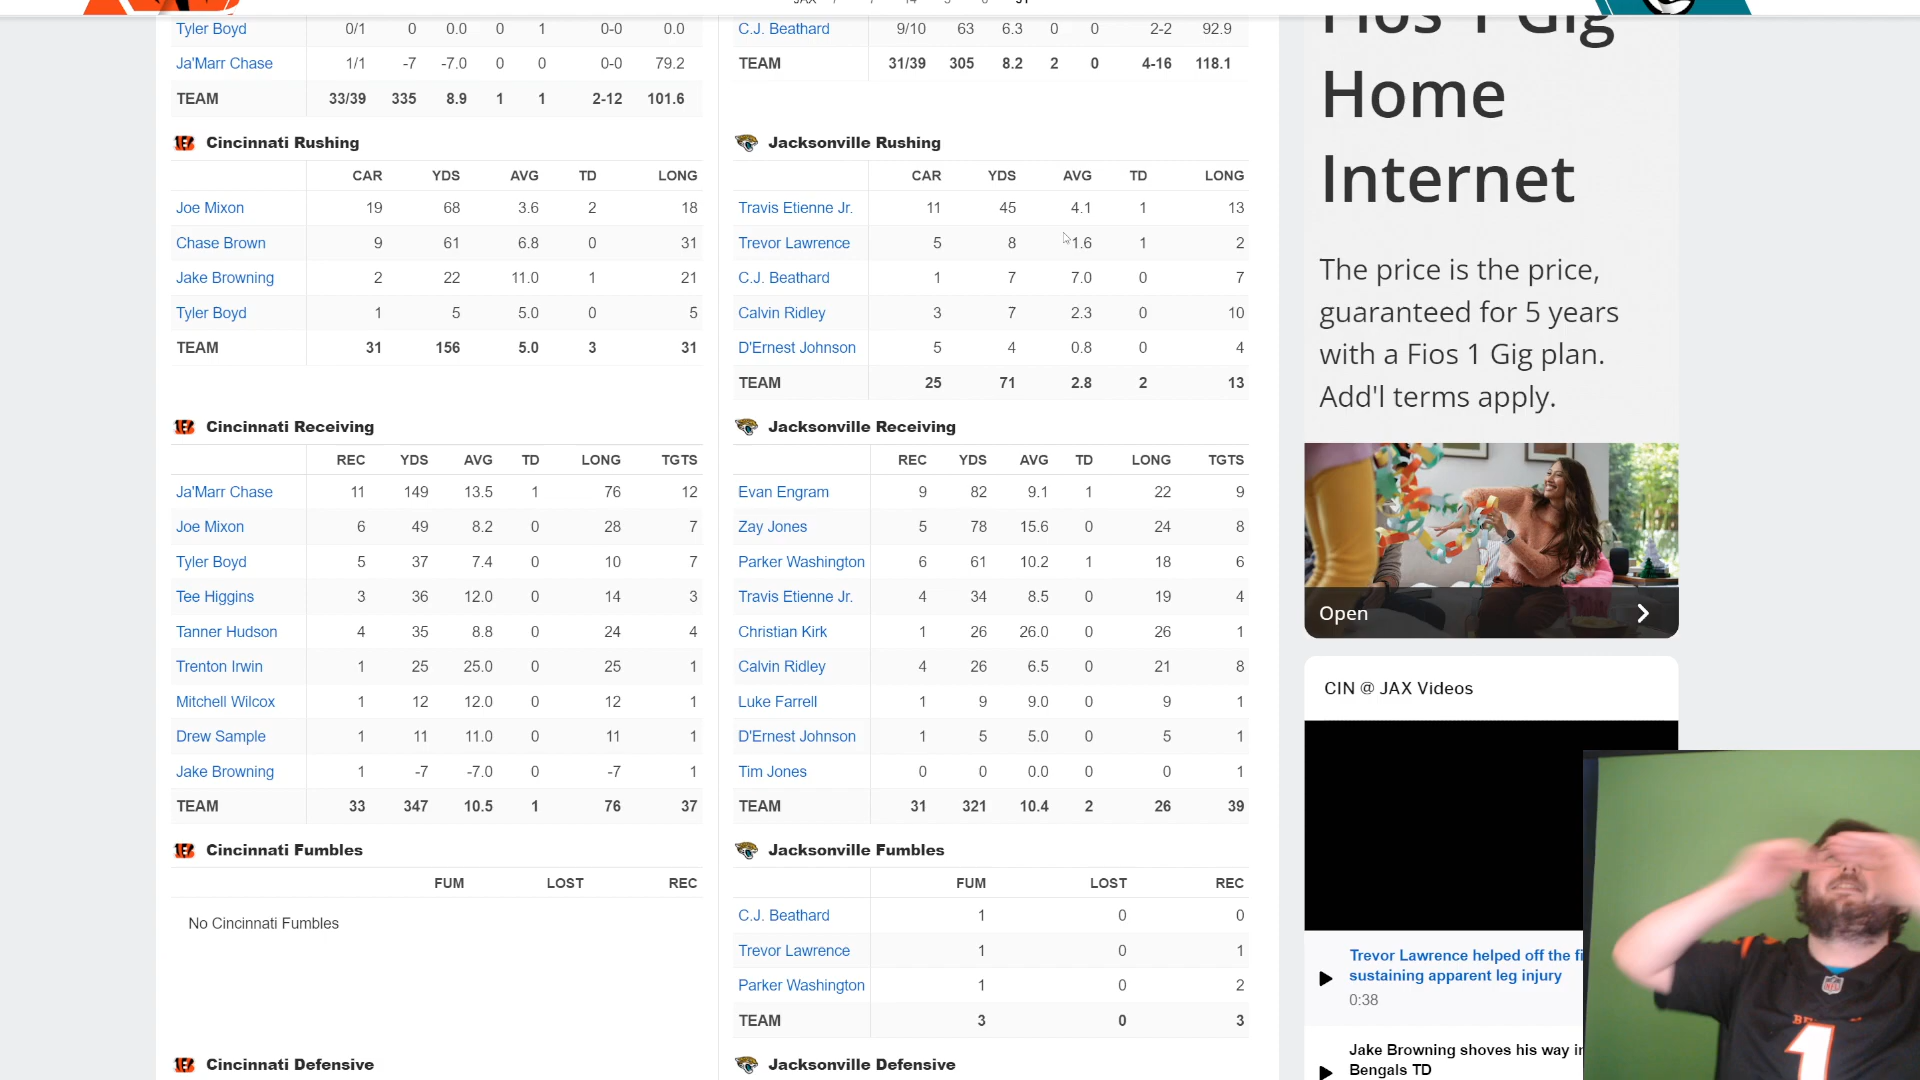 Tyler Boyd 0/1 0 0.0 0 1 0-0 0.0
Ja'Marr Chase 1/1 -7 -7.0 0 0 0-0 79.2
TEAM 33/39 335 8.9 1 1 2-12 101.6
C.J. Beathard 9/10 63 6.3 0 0 2-2 92.9
TEAM 31/39 305 8.2 2 0 4-16 118.1
Cincinnati Rushing
CAR YDS AVG TD LONG
Joe Mixon 19 68 3.6 2 18
Chase Brown 9 61 6.8 0 31
Jake Browning 2 22 11.0 1 21
Tyler Boyd 1 5 5.0 0 5
TEAM 31 156 5.0 3 31
Jacksonville Rushing
CAR YDS AVG TD LONG
Travis Etienne Jr. 11 45 4.1 1 13
Trevor Lawrence 5 8 1.6 1 2
C.J. Beathard 1 7 7.0 0 7
Calvin Ridley 3 7 2.3 0 10
D'Ernest Johnson 5 4 0.8 0 4
TEAM 25 71 2.8 2 13
Cincinnati Receiving
REC YDS AVG TD LONG TGTS
Ja'Marr Chase 11 149 13.5 1 76 12
Joe Mixon 6 49 8.2 0 28 7
Tyler Boyd 5 37 7.4 0 10 7
Tee Higgins 3 36 12.0 0 14 3
Tanner Hudson 4 35 8.8 0 24 4
Trenton Irwin 1 25 25.0 0 25 1
Mitchell Wilcox 1 12 12.0 0 12 1
Drew Sample 1 11 11.0 0 11 1
Jake Browning 1 -7 -7.0 0 -7 1
TEAM 33 347 10.5 1 76 37
Jacksonville Receiving
REC YDS AVG TD LONG TGTS
Evan Engram 9 82 9.1 1 22 9
Zay Jones 5 78 15.6 0 24 8
Parker Washington 6 61 10.2 1 18 6
Travis Etienne Jr. 4 34 8.5 0 19 4
Christian Kirk 1 26 26.0 0 26 1
Calvin Ridley 4 26 6.5 0 21 8
Luke Farrell 1 9 9.0 0 9 1
D'Ernest Johnson 1 5 5.0 0 5 1
Tim Jones 0 0 0.0 0 0 1
TEAM 31 321 10.4 2 26 39
Cincinnati Fumbles
FUM LOST REC
No Cincinnati Fumbles
Jacksonville Fumbles
FUM LOST REC
C.J. Beathard 1 0 0
Trevor Lawrence 1 0 1
Parker Washington 1 0 2
TEAM 3 0 3
Cincinnati Defensive
Jacksonville Defensive
Fios 1 Gig
Home
Internet
The price is the price,
guaranteed for 5 years
with a Fios 1 Gig plan.
Add'l terms apply.
Open
CIN @ JAX Videos
Trevor Lawrence helped off the fi
sustaining apparent leg injury
0:38
Jake Browning shoves his way in
Bengals TD
1